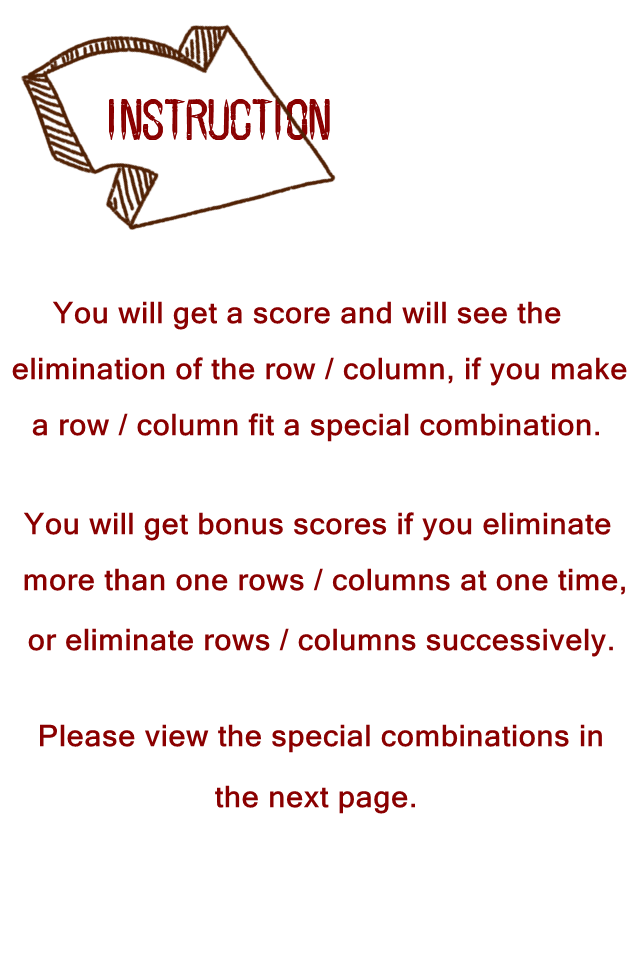 INSTRUCTION
You will get a score and will see the
elimination of the row / column, if you make
a row / column fit a special combination.
You will get bonus scores if you eliminate
more than one rows / columns at one time,
or eliminate rows / columns successively.
Please view the special combinations in
the next page.